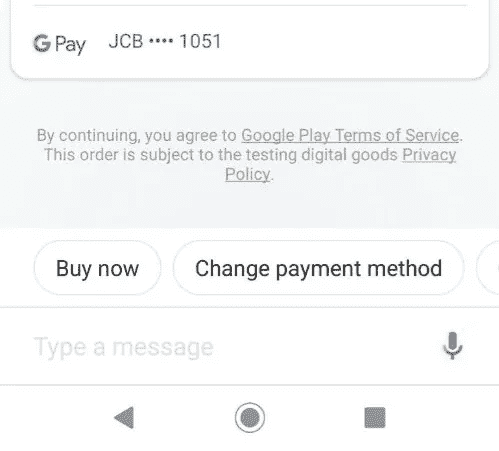 G Pay JCB •••• 1051
By continuing, you agree to Google Play Terms of Service.
This order is subject to the testing digital goods Privacy
Policy.
Buy now Change payment method
Type a message